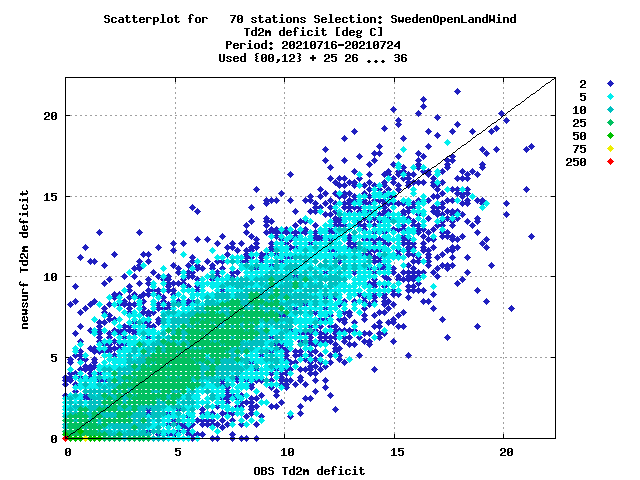 Scatterplot for 70 stations Selection: SwedenOpenLandWind
Td2m deficit [deg C]
Period: 20210716-20210724
Used {00,12} + 25 26 ... 36
2
5
10
25
50
75
250
20
15
10
5
0
newsurf Td2m deficit
0 5 10 15 20
OBS Td2m deficit